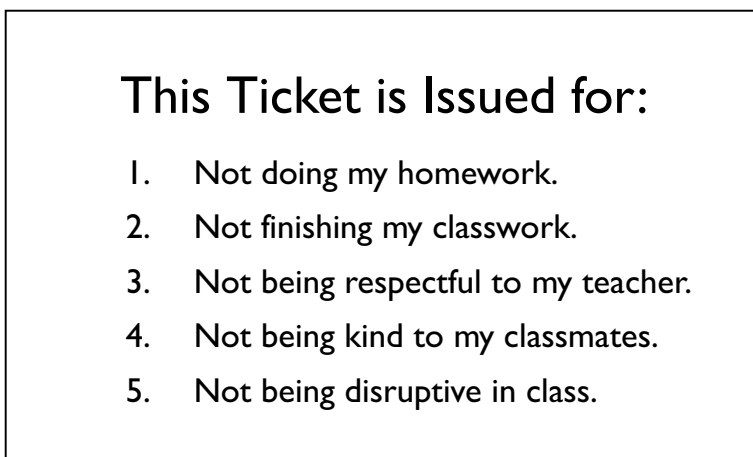 This Ticket is Issued for:
1. Not doing my homework.
2. Not finishing my classwork.
3. Not being respectful to my teacher.
4. Not being kind to my classmates.
5. Not being disruptive in class.